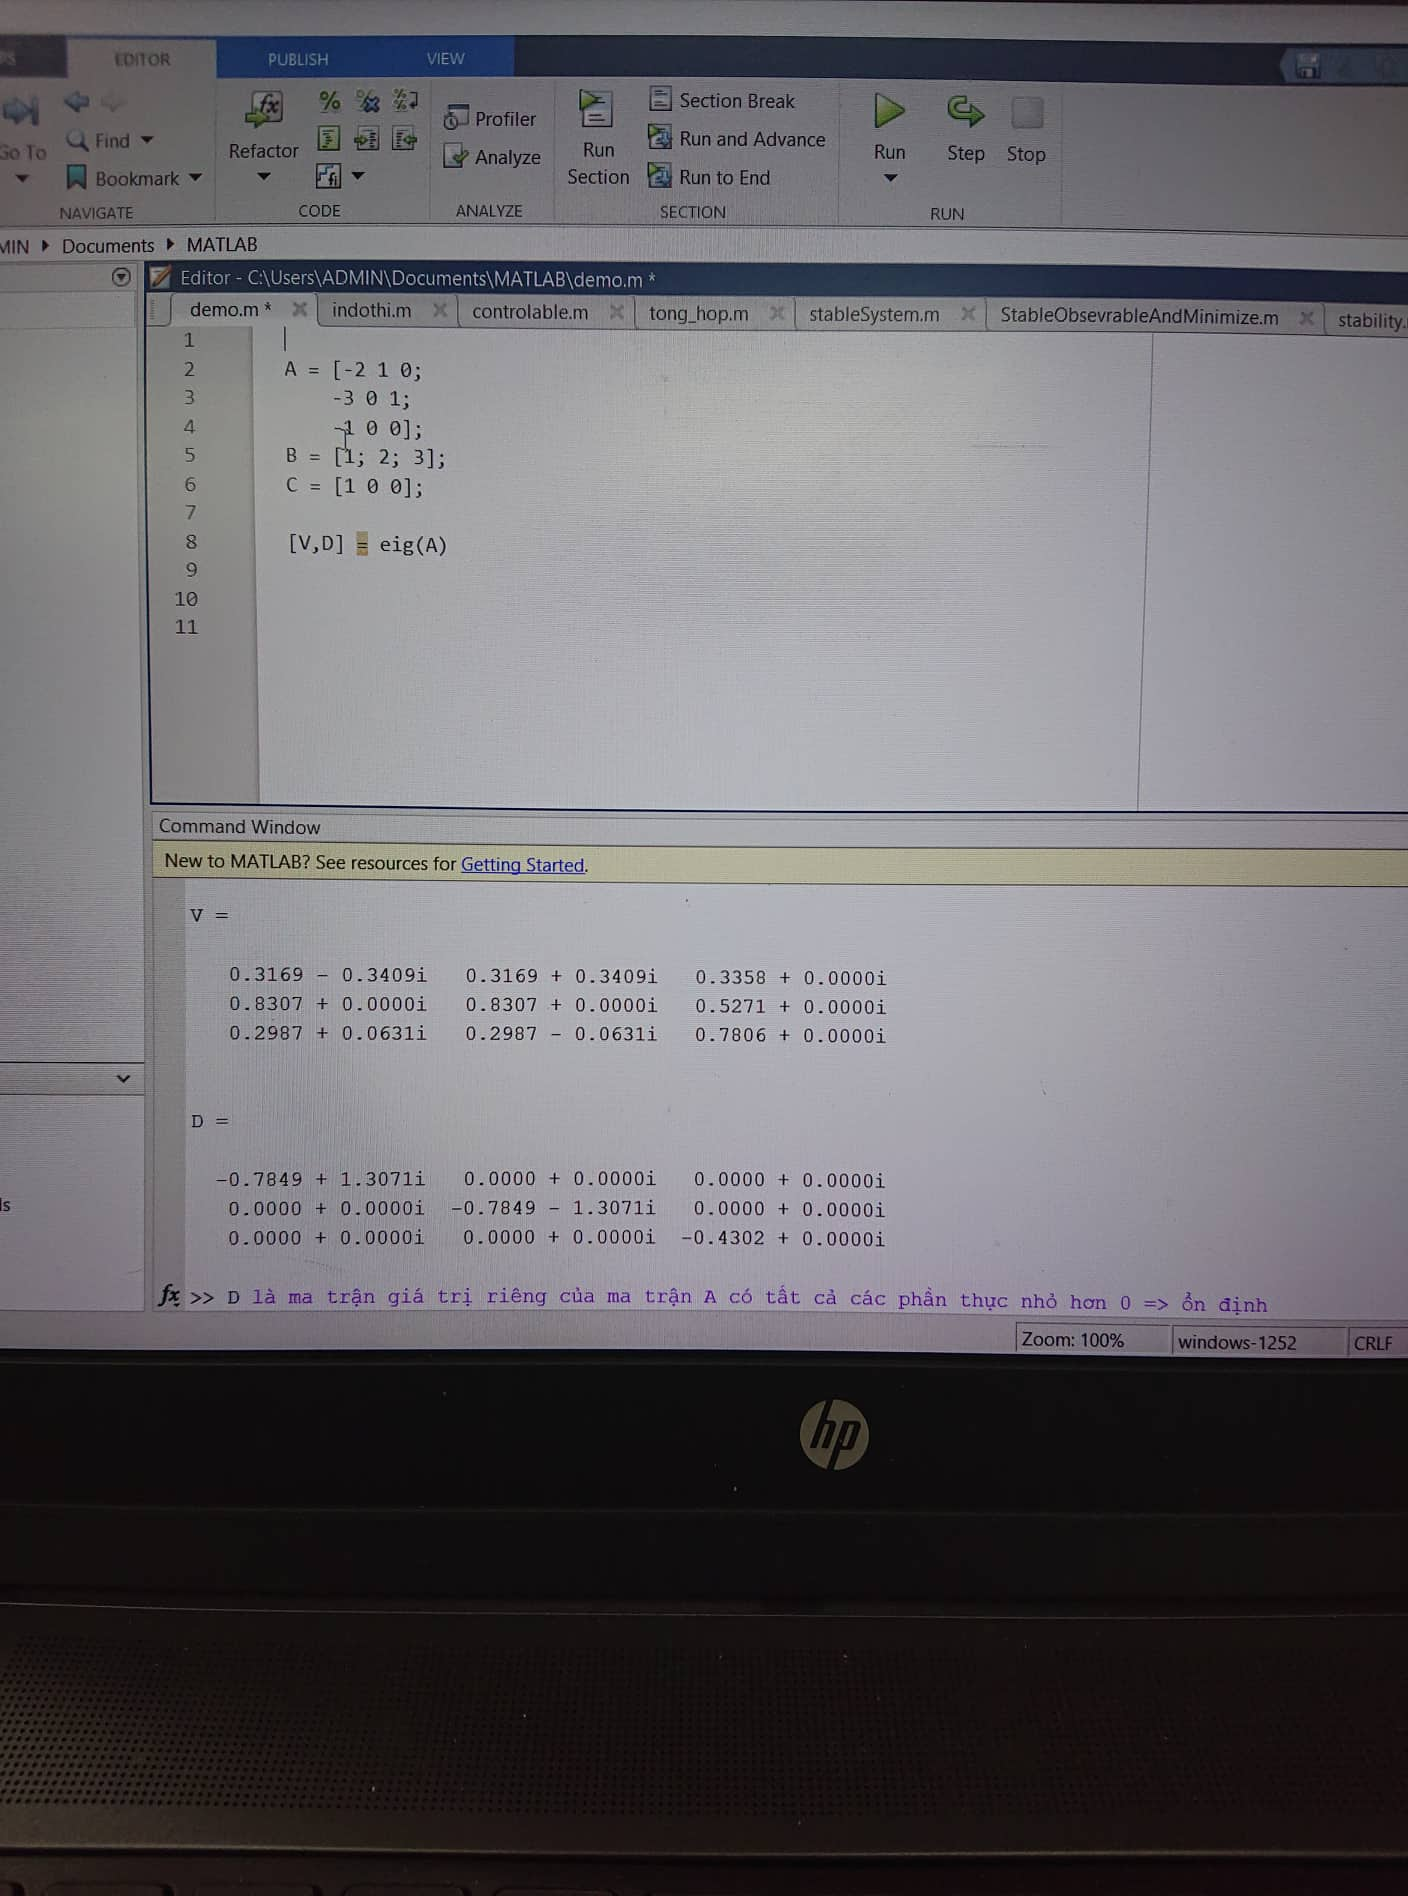 EDITOR PUBLISH VIEW
Go To
Find
Bookmark
NAVIGATE
Refactor
CODE
Profiler
Analyze
ANALYZE
Run
Section
Section Break
Run and Advance
Run to End
SECTION
Run Step Stop
RUN
MIN Documents MATLAB
Editor - C:\Users\ADMIN\Documents\MATLAB\demo.m *
demo.m * indothi.m controlable.m tong_hop.m stableSystem.m StableObsevrableAndMinimize.m stability.
1
2 A = [-2 1 0;
3 -3 0 1;
4 -1 0 0];
5 B = [1; 2; 3];
6 C = [1 0 0];
7
8 [V,D] = eig(A)
9
10
11
Command Window
New to MATLAB? See resources for Getting Started.
V =
0.3169 - 0.3409i 0.3169 + 0.3409i 0.3358 + 0.0000i
0.8307 + 0.0000i 0.8307 + 0.0000i 0.5271 + 0.0000i
0.2987 + 0.0631i 0.2987 - 0.0631i 0.7806 + 0.0000i
D =
-0.7849 + 1.3071i 0.0000 + 0.0000i 0.0000 + 0.0000i
0.0000 + 0.0000i -0.7849 - 1.3071i 0.0000 + 0.0000i
0.0000 + 0.0000i 0.0000 + 0.0000i -0.4302 + 0.0000i
fx >> D là ma trận giá trị riêng của ma trận A có tất cả các phần thực nhỏ hơn 0 => ổn định
Zoom: 100% windows-1252 CRLF
hp